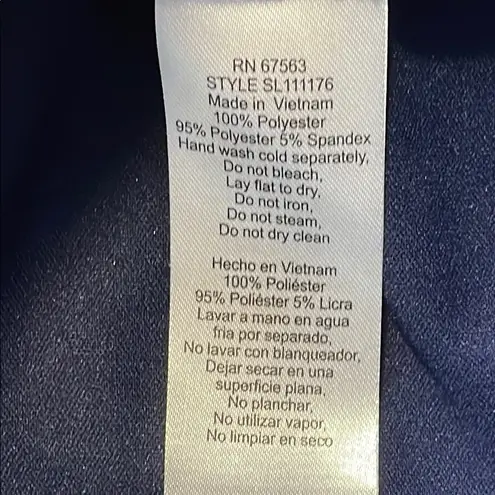 RN 67563
STYLE SL111176
Made in Vietnam
100% Polyester
95% Polyester 5% Spandex
Hand wash cold separately,
Do not bleach,
Lay flat to dry,
Do not iron,
Do not steam,
Do not dry clean
Hecho en Vietnam
100% Poliéster
95% Poliéster 5% Licra
Lavar a mano en agua
fria por separado,
No lavar con blanqueador,
Dejar secar en una
superficie plana,
No planchar,
No utilizar vapor,
No limpiar en seco